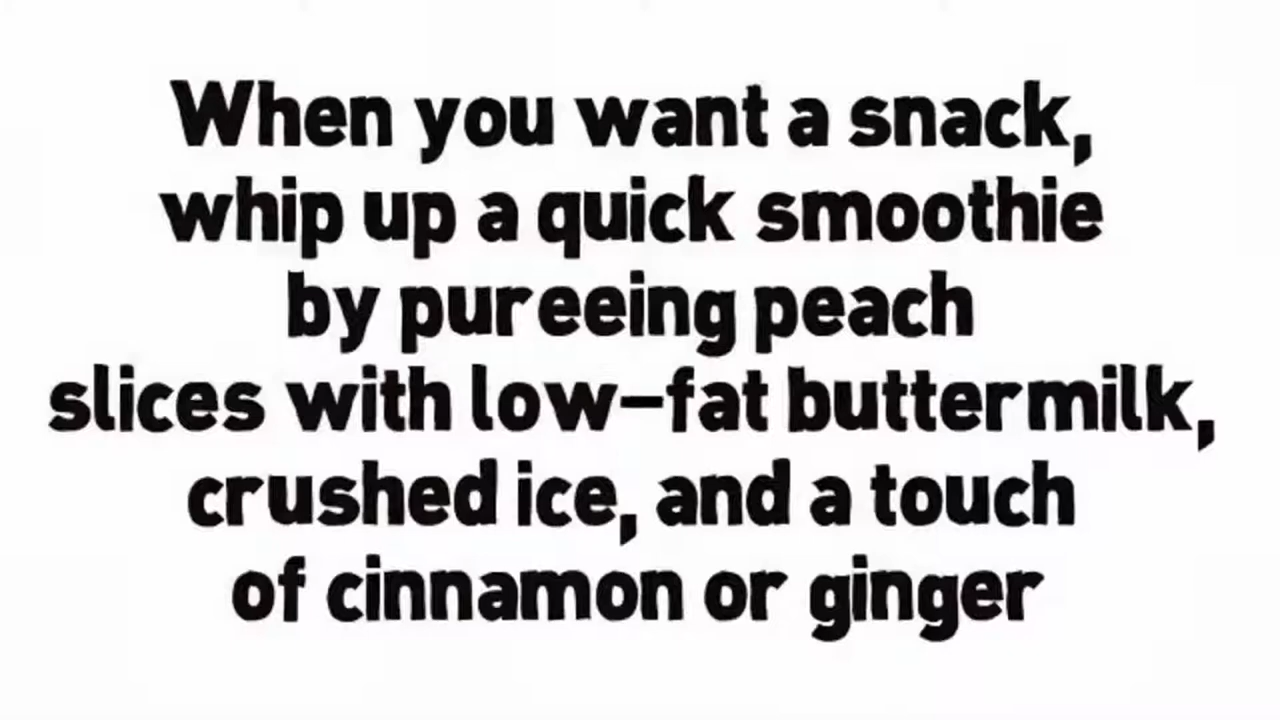 When you want a snack,
whip up a quick smoothie
by pureeing peach
slices with low-fat buttermilk,
crushed ice, and a touch
of cinnamon or ginger